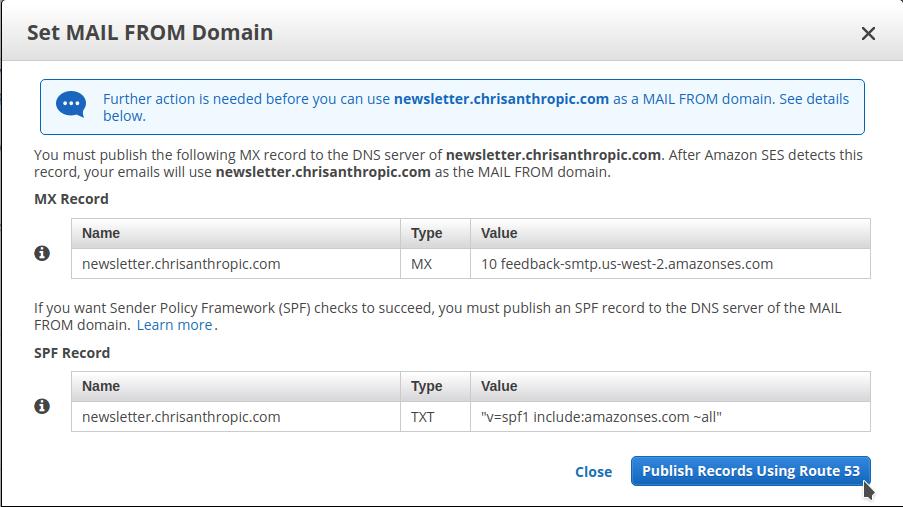 Set MAIL FROM Domain
Further action is needed before you can use newsletter.chrisanthropic.com as a MAIL FROM domain. See details
below.
You must publish the following MX record to the DNS server of newsletter.chrisanthropic.com. After Amazon SES detects this
record, your emails will use newsletter.chrisanthropic.com as the MAIL FROM domain.
MX Record
Name Type Value
newsletter.chrisanthropic.com MX 10 feedback-smtp.us-west-2.amazonses.com
If you want Sender Policy Framework (SPF) checks to succeed, you must publish an SPF record to the DNS server of the MAIL
FROM domain. Learn more.
SPF Record
Name Type Value
newsletter.chrisanthropic.com TXT "v=spf1 include:amazonses.com ~all"
Close Publish Records Using Route 53